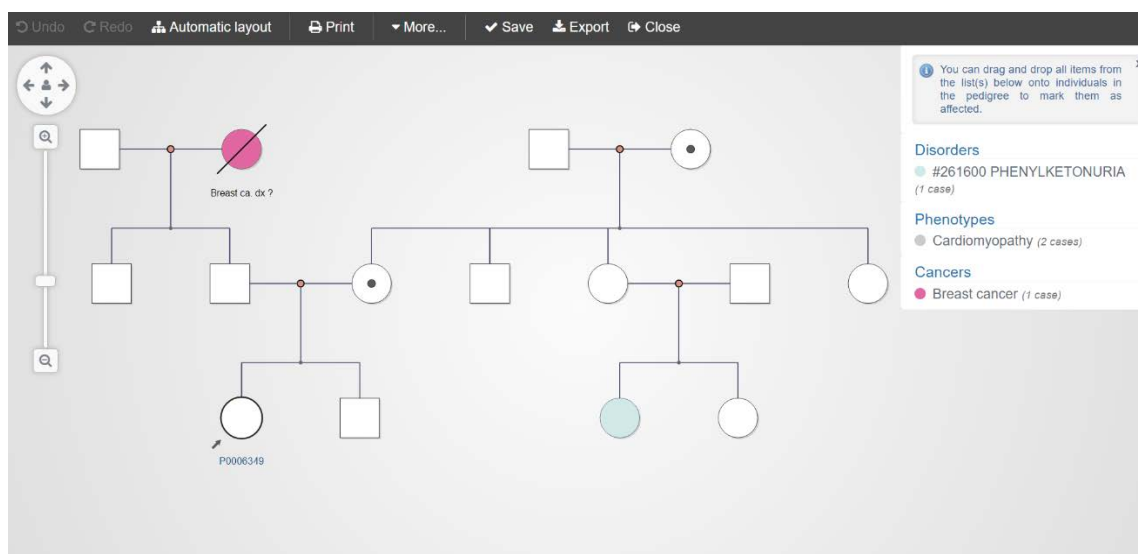 Undo Redo Automatic layout Print More... Save Export Close
You can drag and drop all items from
the list(s) below onto individuals in
the pedigree to mark them as
affected.
Disorders
#261600 PHENYLKETONURIA
(1 case)
Phenotypes
Cardiomyopathy (2 cases)
Cancers
Breast cancer (1 case)
Breast ca. dx ?
P0006349